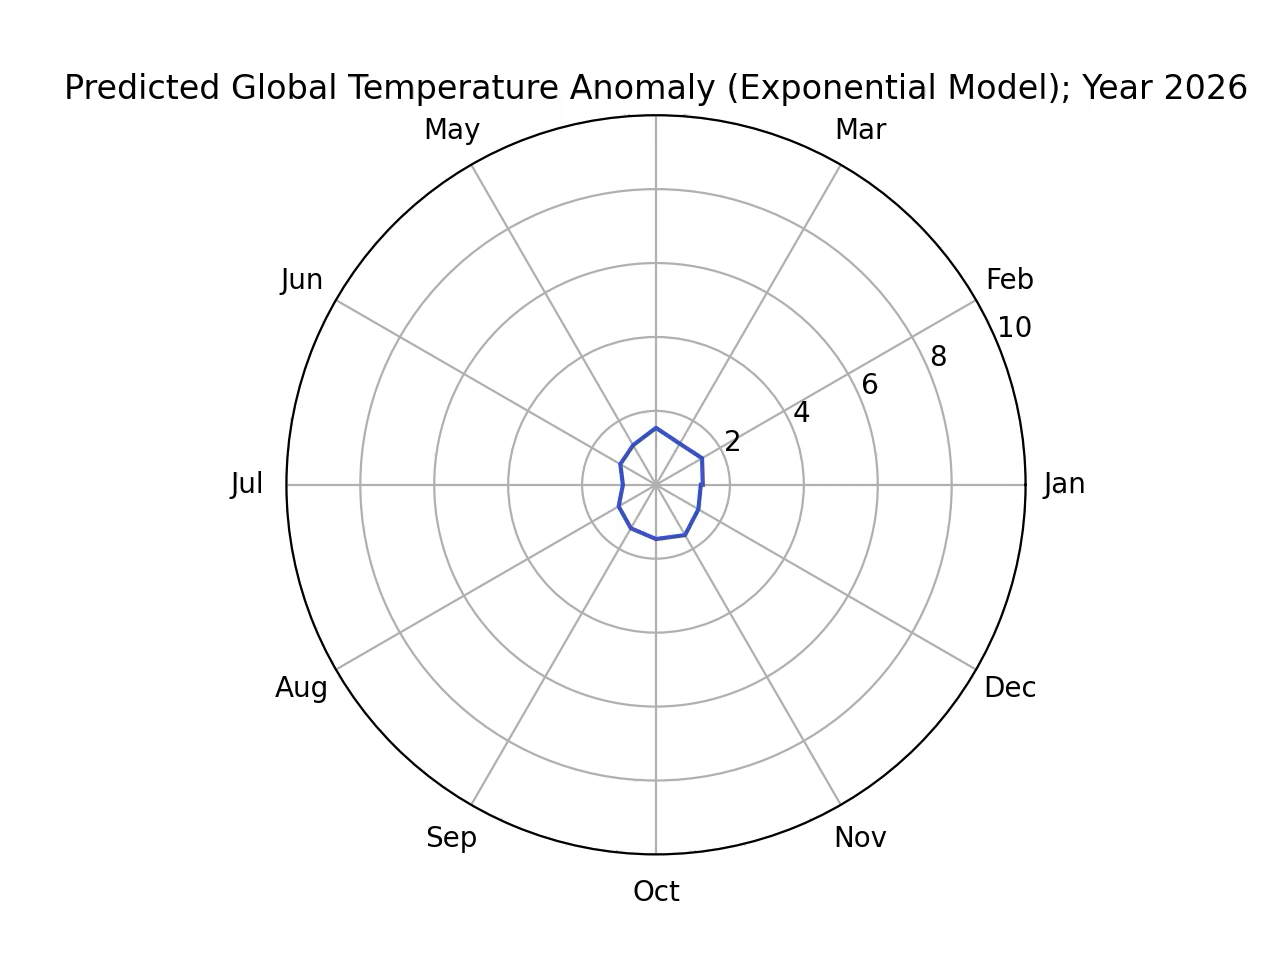 Predicted Global Temperature Anomaly (Exponential Model); Year 2026
May
Mar
Jun
Feb
10
8
6
4
2
Jul
Jan
Aug
Dec
Sep
Nov
Oct